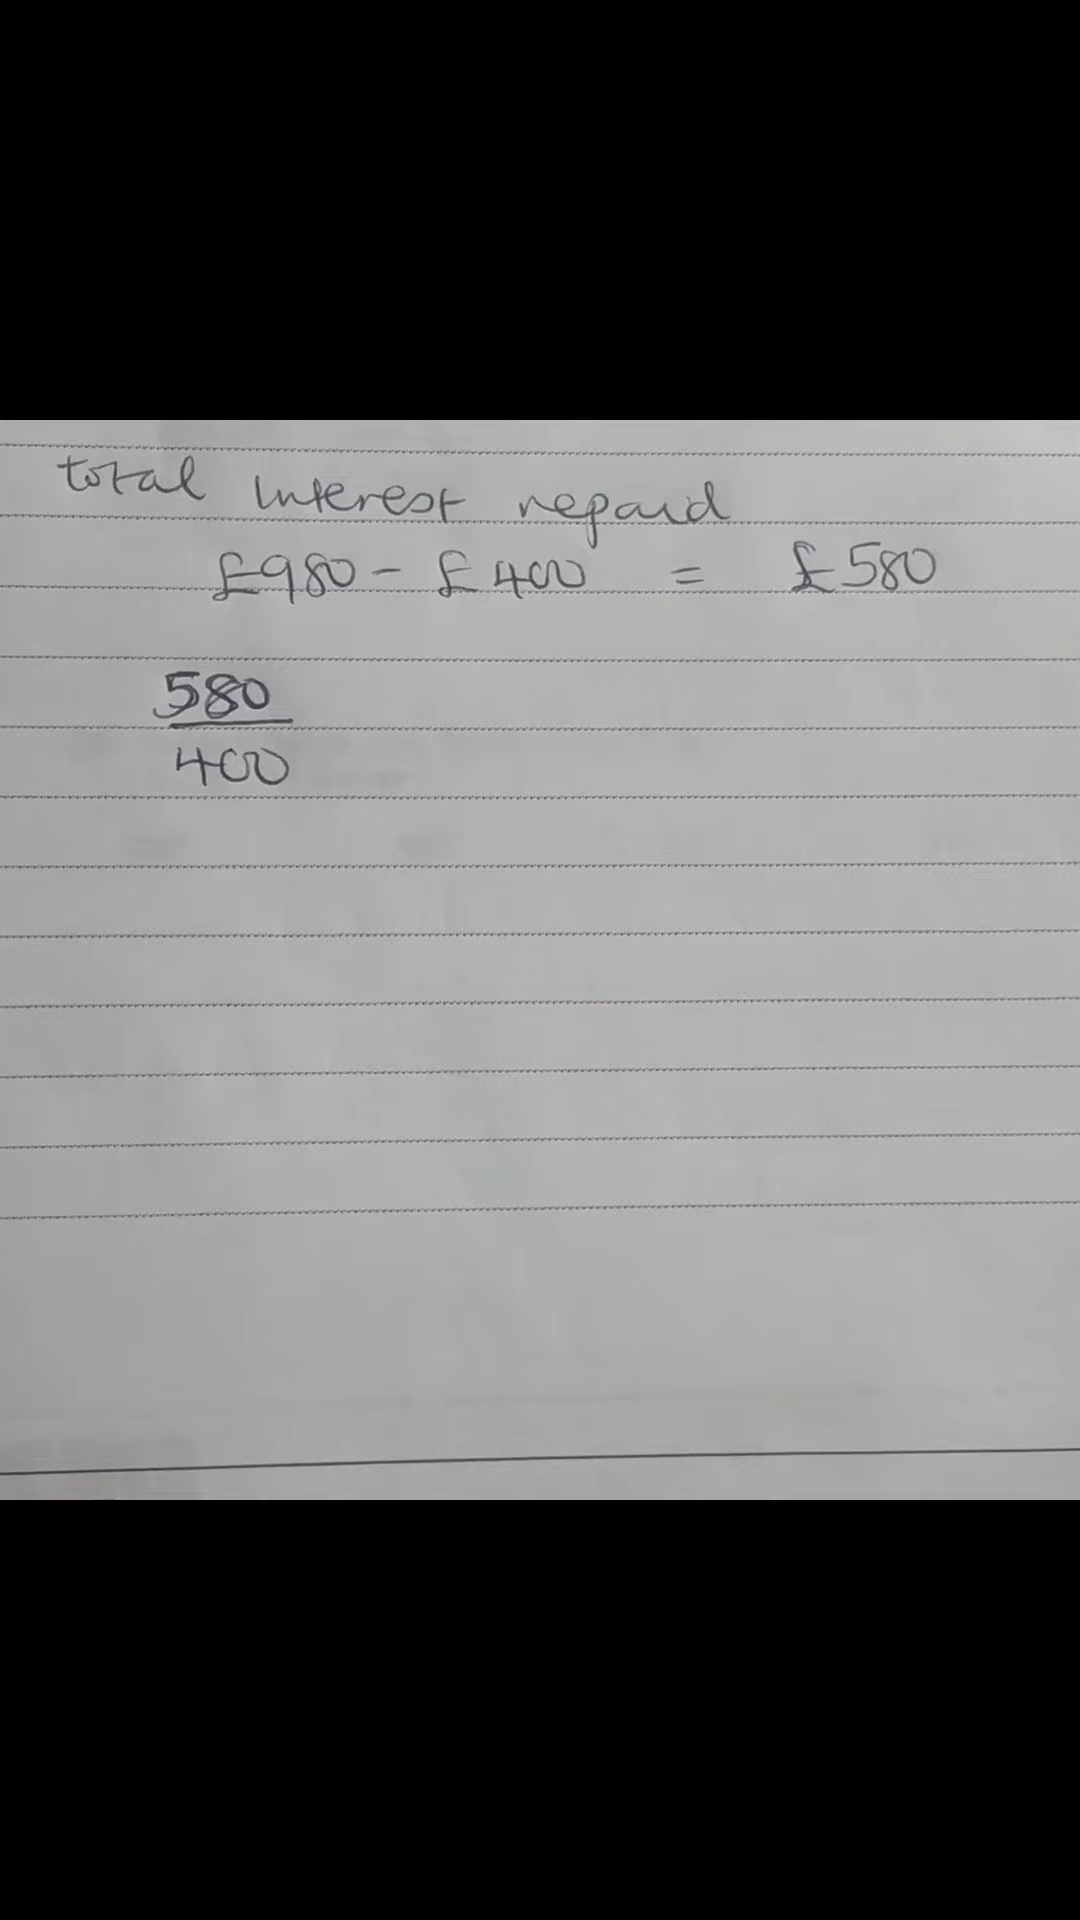 total interest repaid
£980 - £400 = £580
580
400